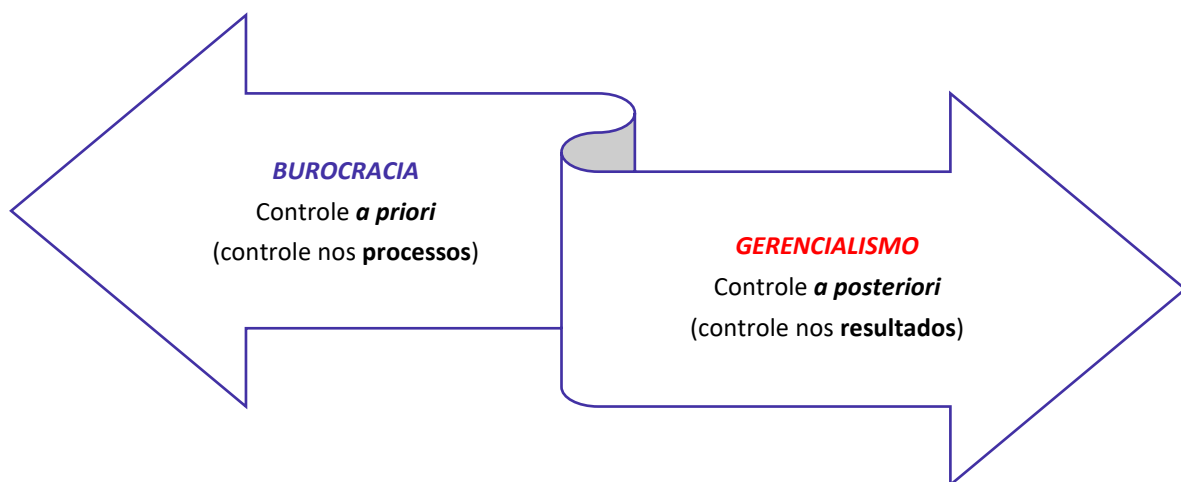 BUROCRACIA
Controle a priori
(controle nos processos)
GERENCIALISMO
Controle a posteriori
(controle nos resultados)